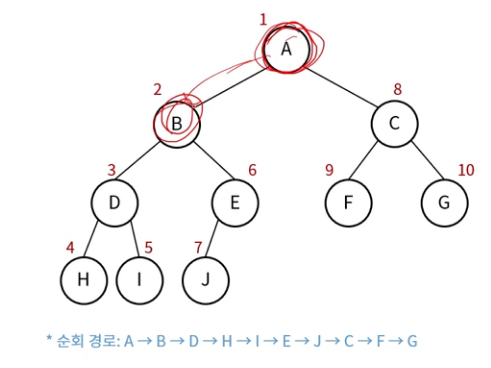 1
A
2
8
B
C
3
6
9
10
D
E
F
G
4
5
7
H
I
J
* 순회 경로: A → B → D → H → I → E → J → C → F → G